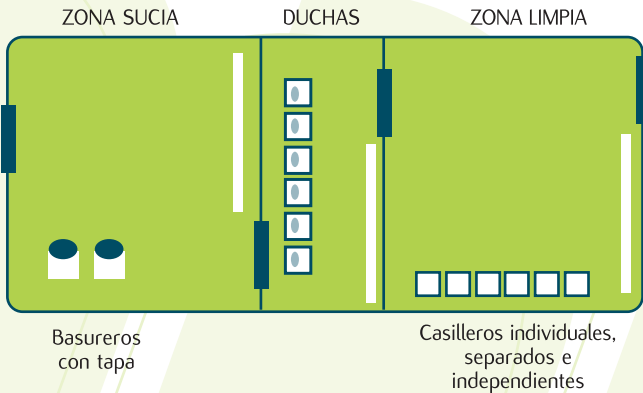 ZONA SUCIA
DUCHAS
ZONA LIMPIA
Basureros
con tapa
Casilleros individuales,
separados e
independientes